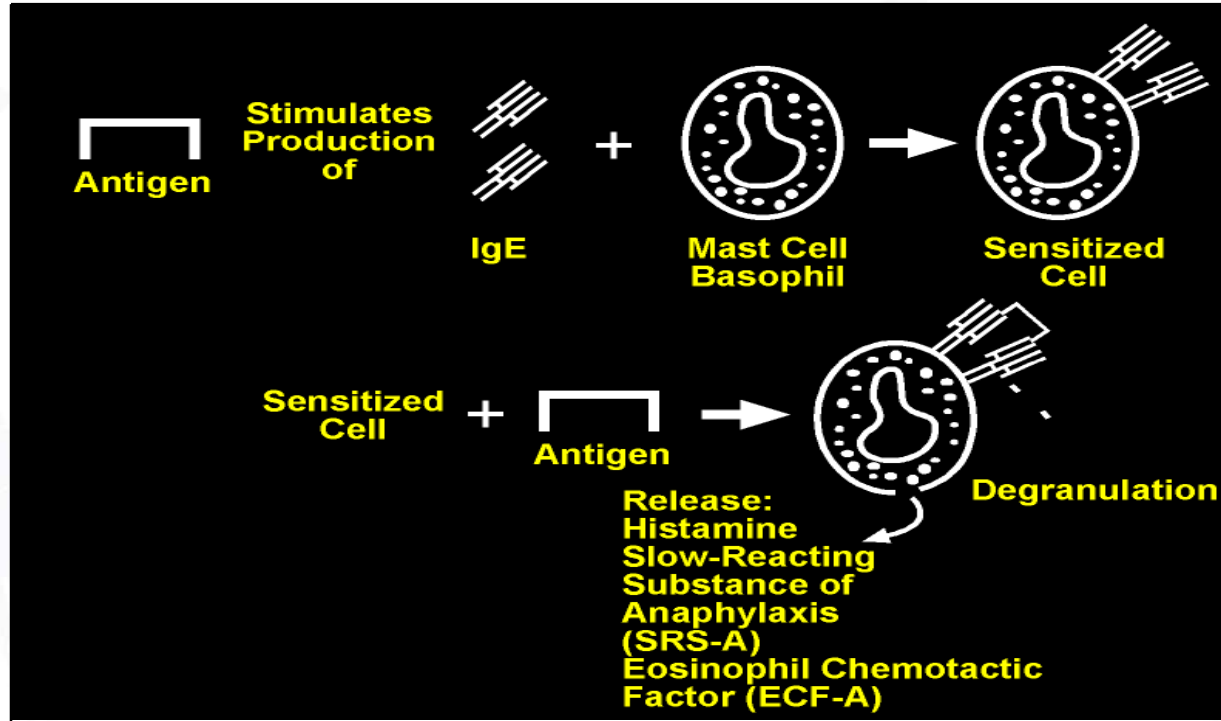 Antigen
Stimulates
Production
of
IgE
+
Mast Cell
Basophil
Sensitized
Cell
Sensitized
Cell
+
Antigen
Degranulation
Release:
Histamine
Slow-Reacting
Substance of
Anaphylaxis
(SRS-A)
Eosinophil Chemotactic
Factor (ECF-A)